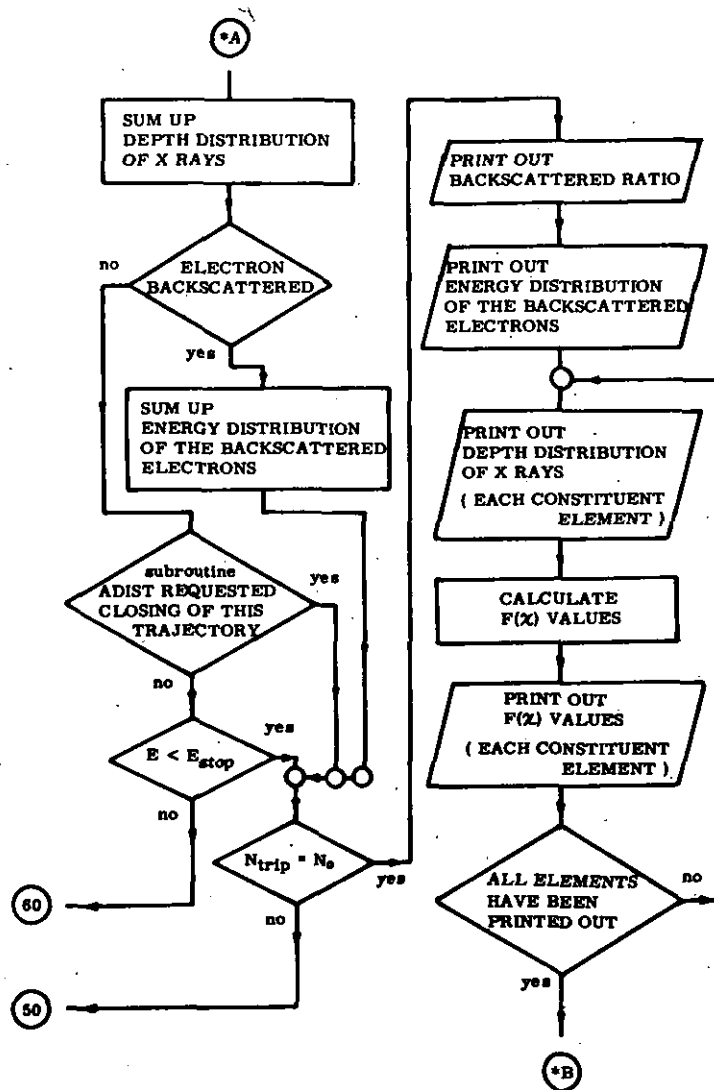 *A
SUM UP
DEPTH DISTRIBUTION
OF X RAYS
no
ELECTRON
BACKSCATTERED
yes
SUM UP
ENERGY DISTRIBUTION
OF THE BACKSCATTERED
ELECTRONS
subroutine
ADIST REQUESTED
CLOSING OF THIS
TRAJECTORY
yes
no
E < Estop
yes
no
Ntrip = No
yes
no
60
50
PRINT OUT
BACKSCATTERED RATIO
PRINT OUT
ENERGY DISTRIBUTION
OF THE BACKSCATTERED
ELECTRONS
PRINT OUT
DEPTH DISTRIBUTION
OF X RAYS
( EACH CONSTITUENT
ELEMENT )
CALCULATE
F(χ) VALUES
PRINT OUT
F(χ) VALUES
( EACH CONSTITUENT
ELEMENT )
ALL ELEMENTS
HAVE BEEN
PRINTED OUT
no
yes
*B